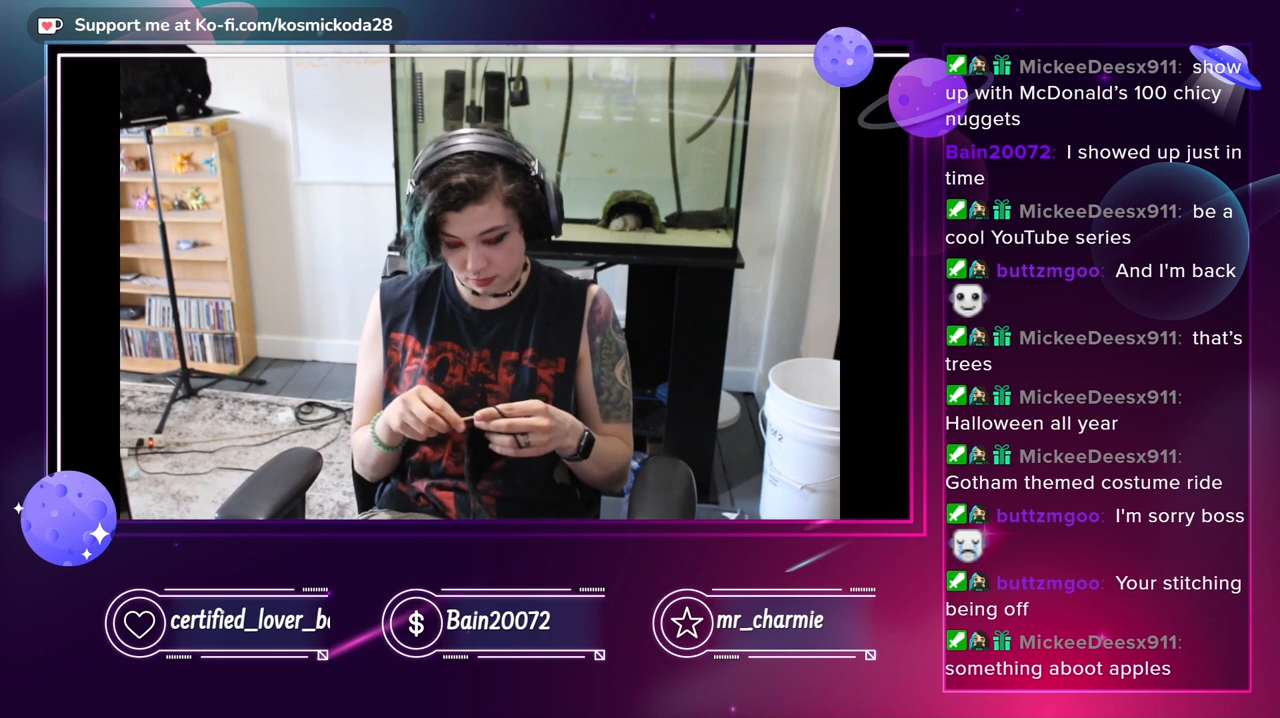 Support me at Ko-fi.com/kosmickoda28
MickeeDeesx911: show
up with McDonald’s 100 chicy
nuggets
Bain20072: I showed up just in
time
MickeeDeesx911: be a
cool YouTube series
buttzmgoo: And I'm back
MickeeDeesx911: that’s
trees
MickeeDeesx911:
Halloween all year
MickeeDeesx911:
Gotham themed costume ride
buttzmgoo: I'm sorry boss
buttzmgoo: Your stitching
being off
MickeeDeesx911:
something aboot apples
DON'T
certified_lover_bo
$ Bain20072
mr_charmie